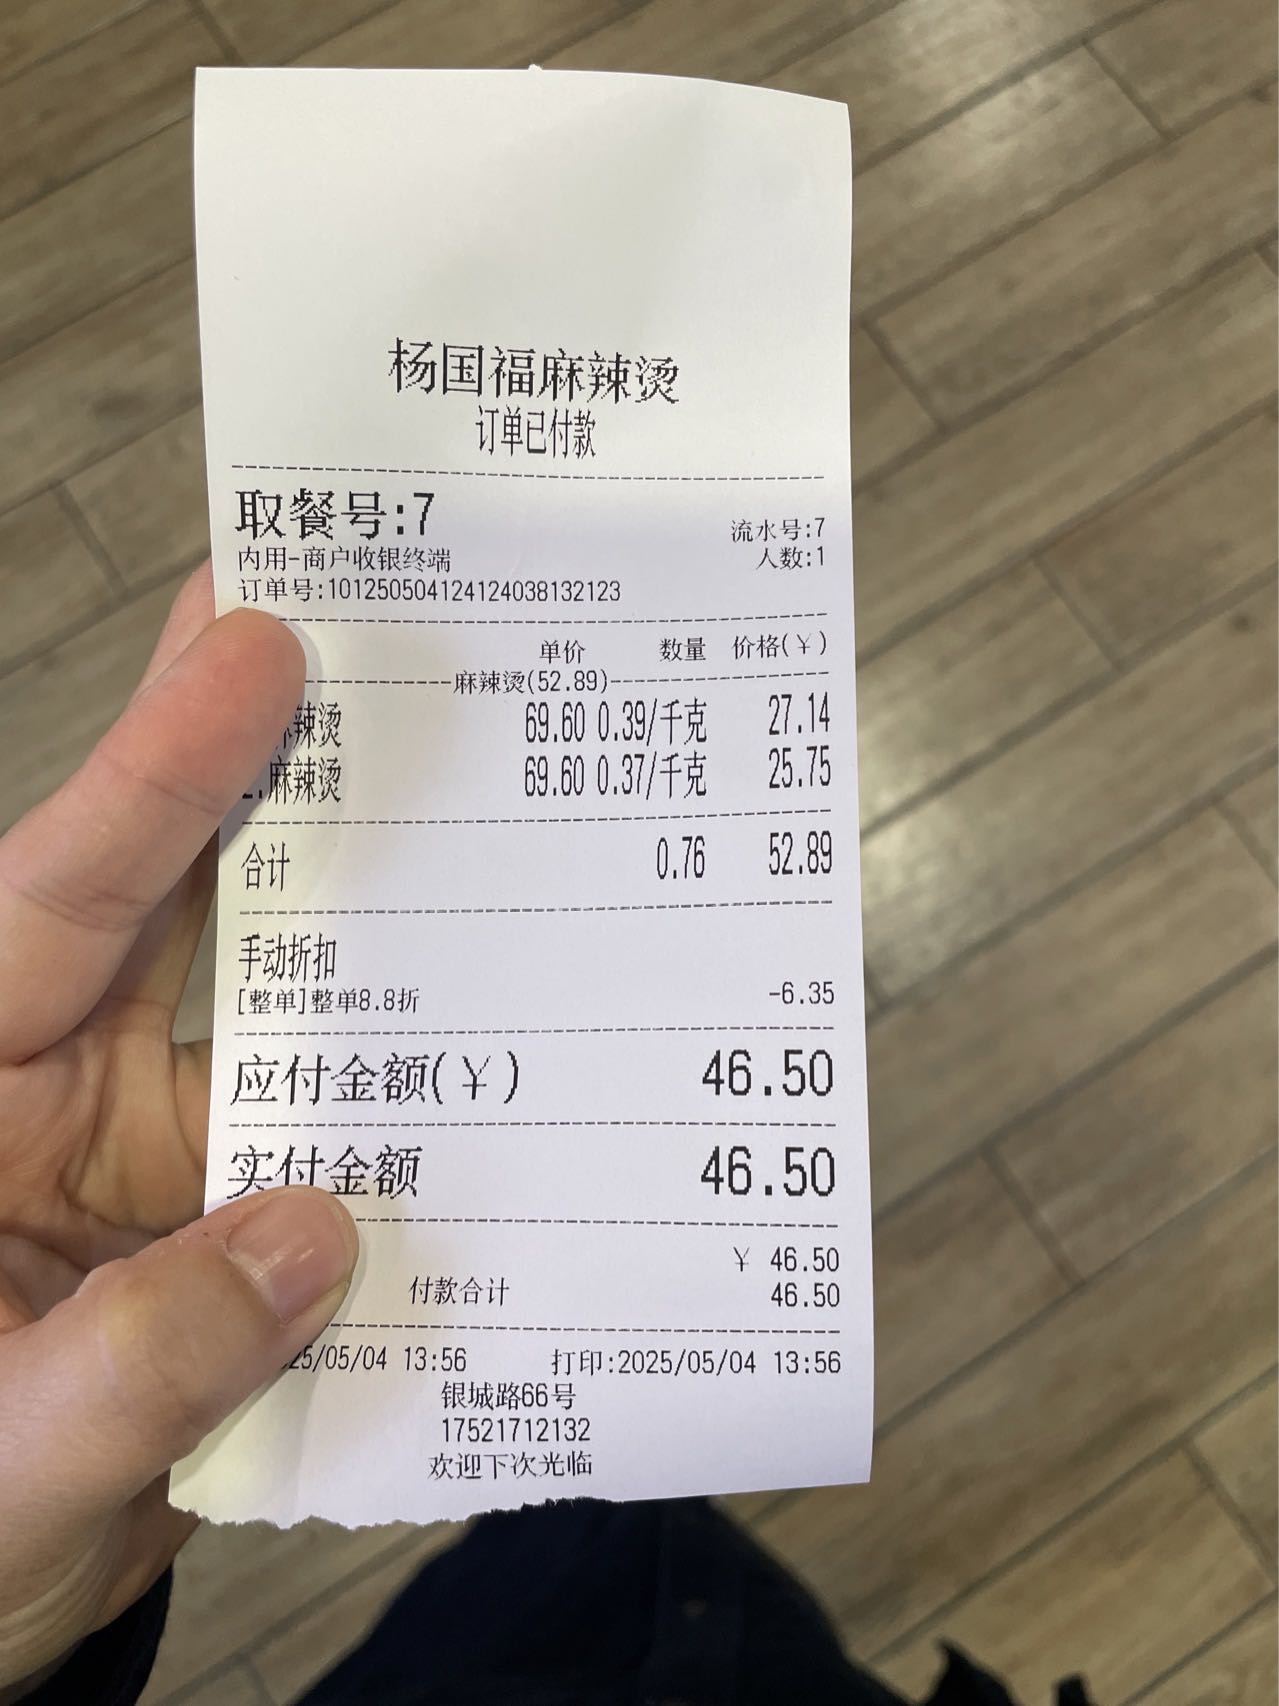 杨国福麻辣烫
订单已付款
取餐号:7
流水号:7
内用-商户收银终端 人数:1
订单号:101250504124124038132123
单价 数量 价格(¥)
麻辣烫(52.89)
辣烫 69.60 0.39/千克 27.14
2.麻辣烫 69.60 0.37/千克 25.75
合计 0.76 52.89
手动折扣
[整单]整单8.8折 -6.35
应付金额(¥) 46.50
实付金额 46.50
¥ 46.50
付款合计 46.50
25/05/04 13:56 打印:2025/05/04 13:56
银城路66号
17521712132
欢迎下次光临